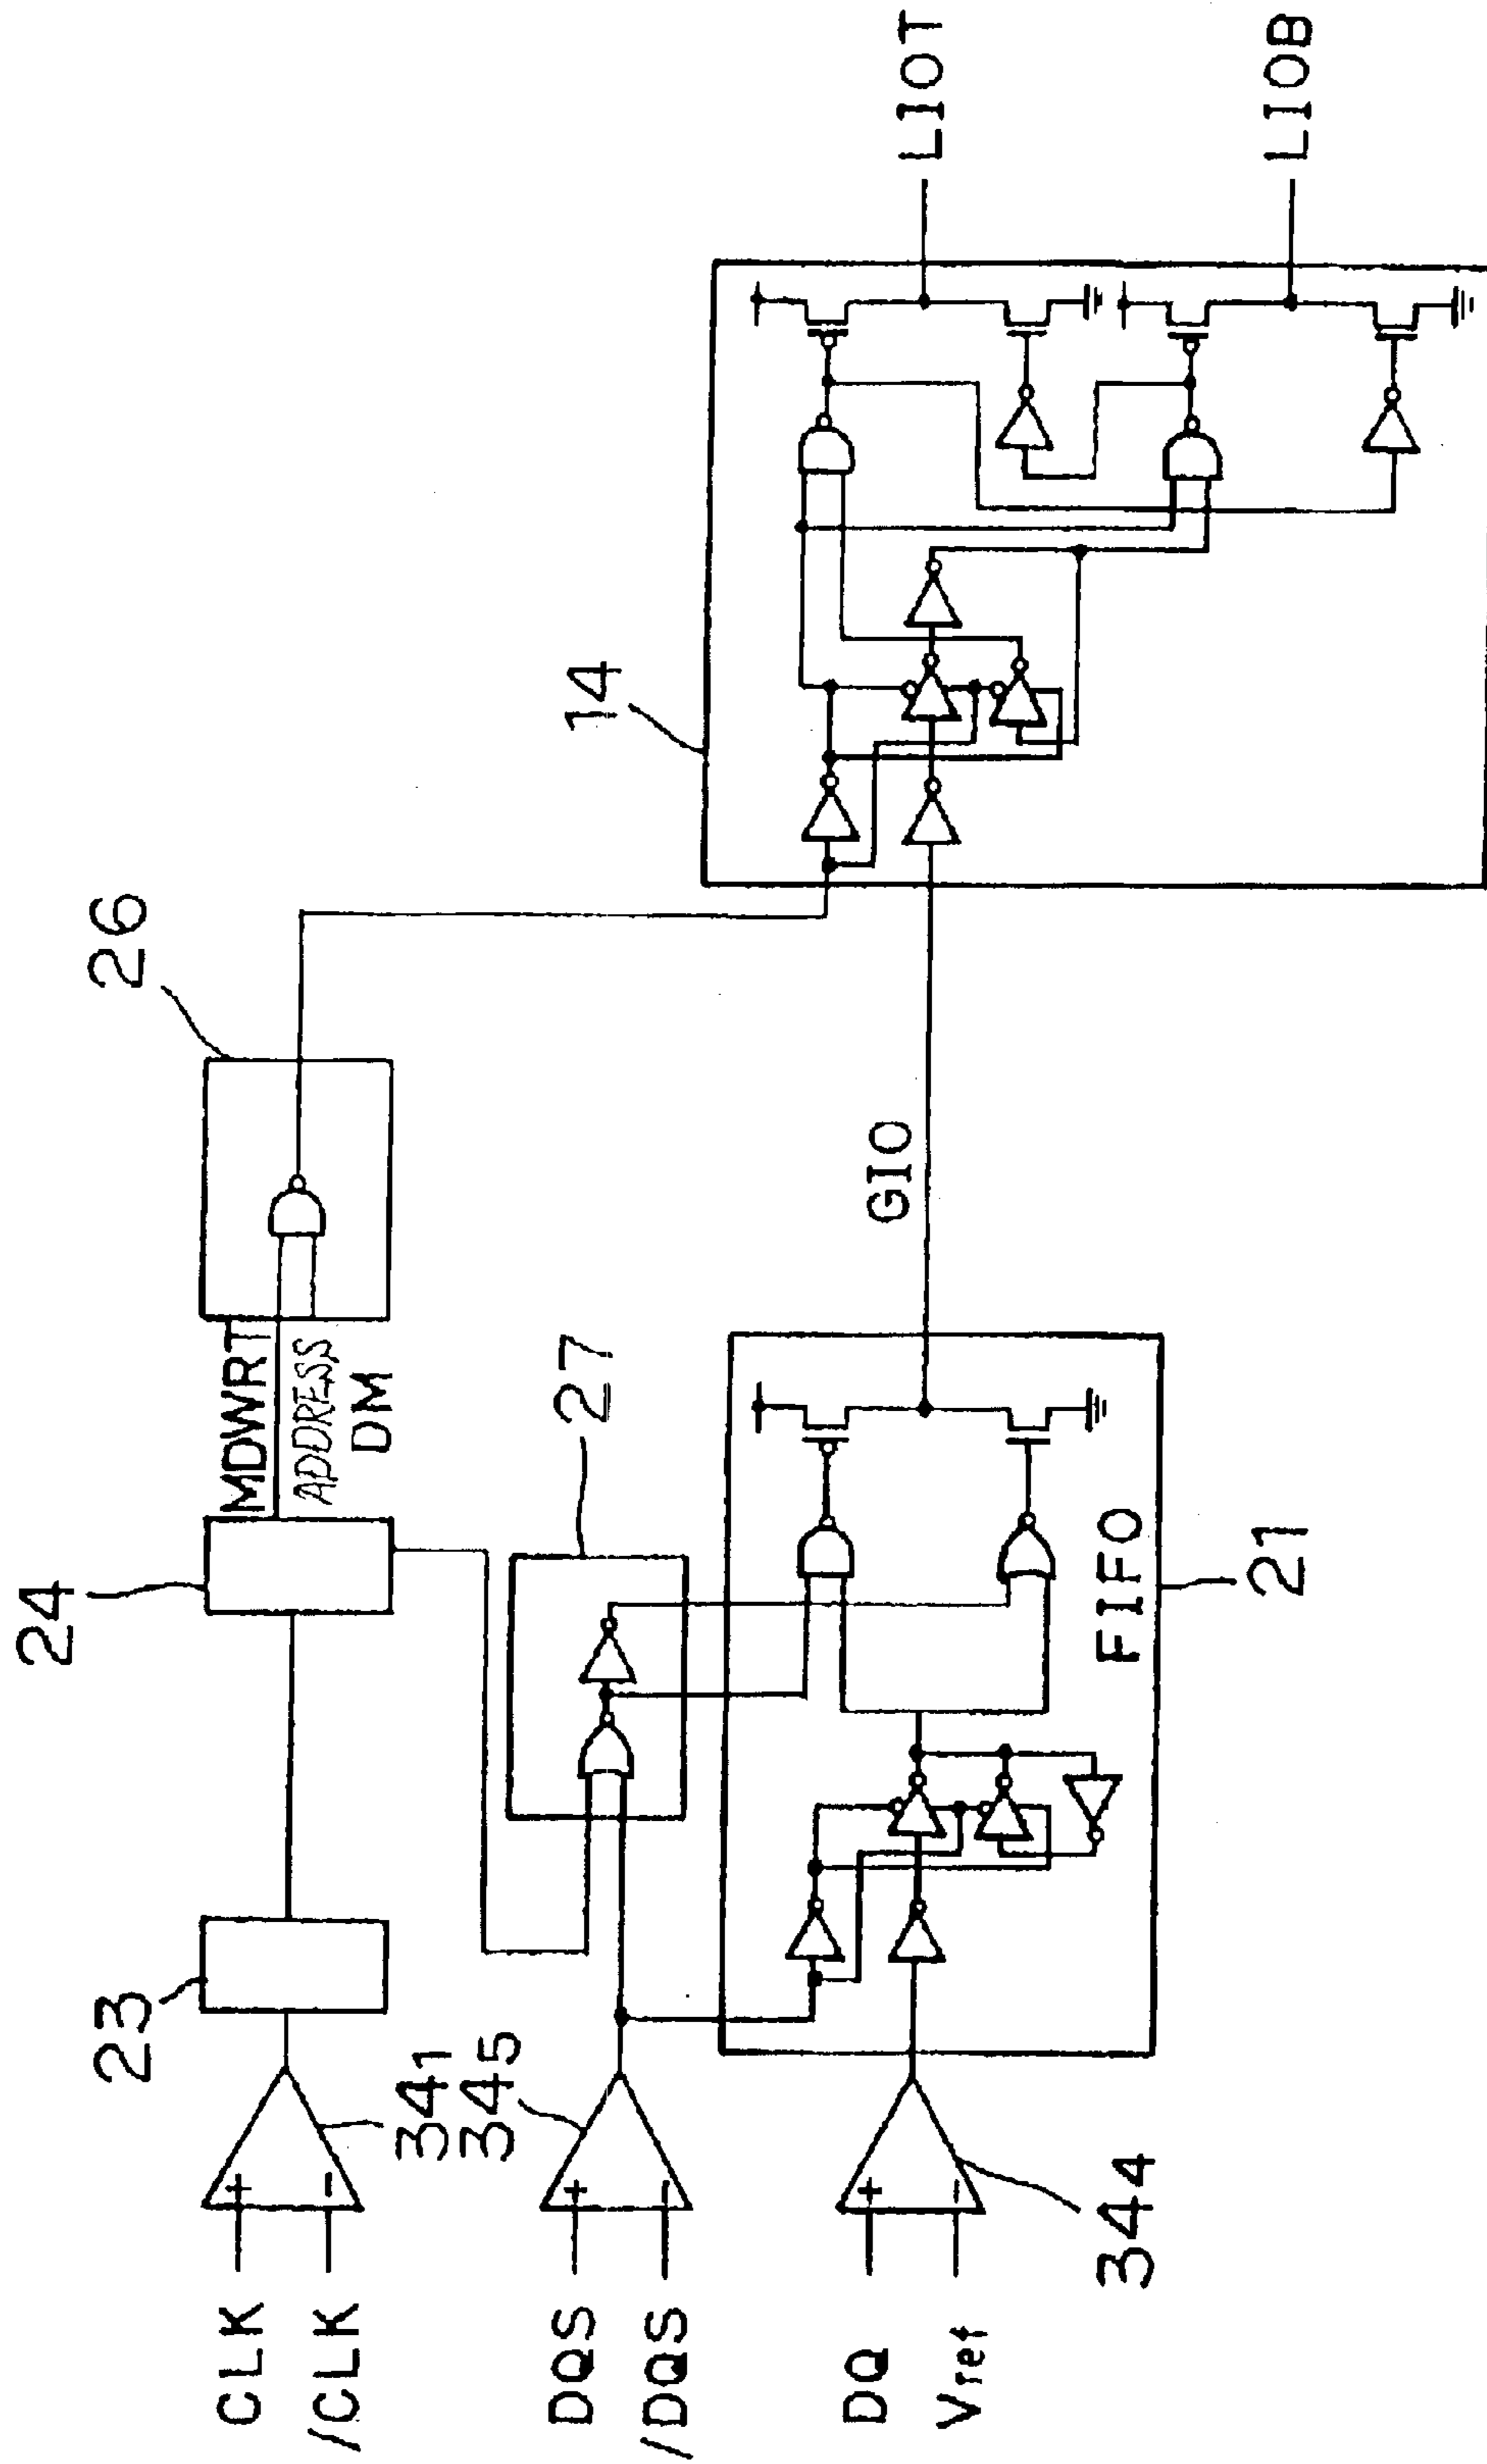 CLK
/CLK
341
23
24
MDWRT
ADDRESS
DM
26
DQS
/DQS
345
27
DQ
Vref
344
FIFO
21
GIO
14
LIOT
LIOB